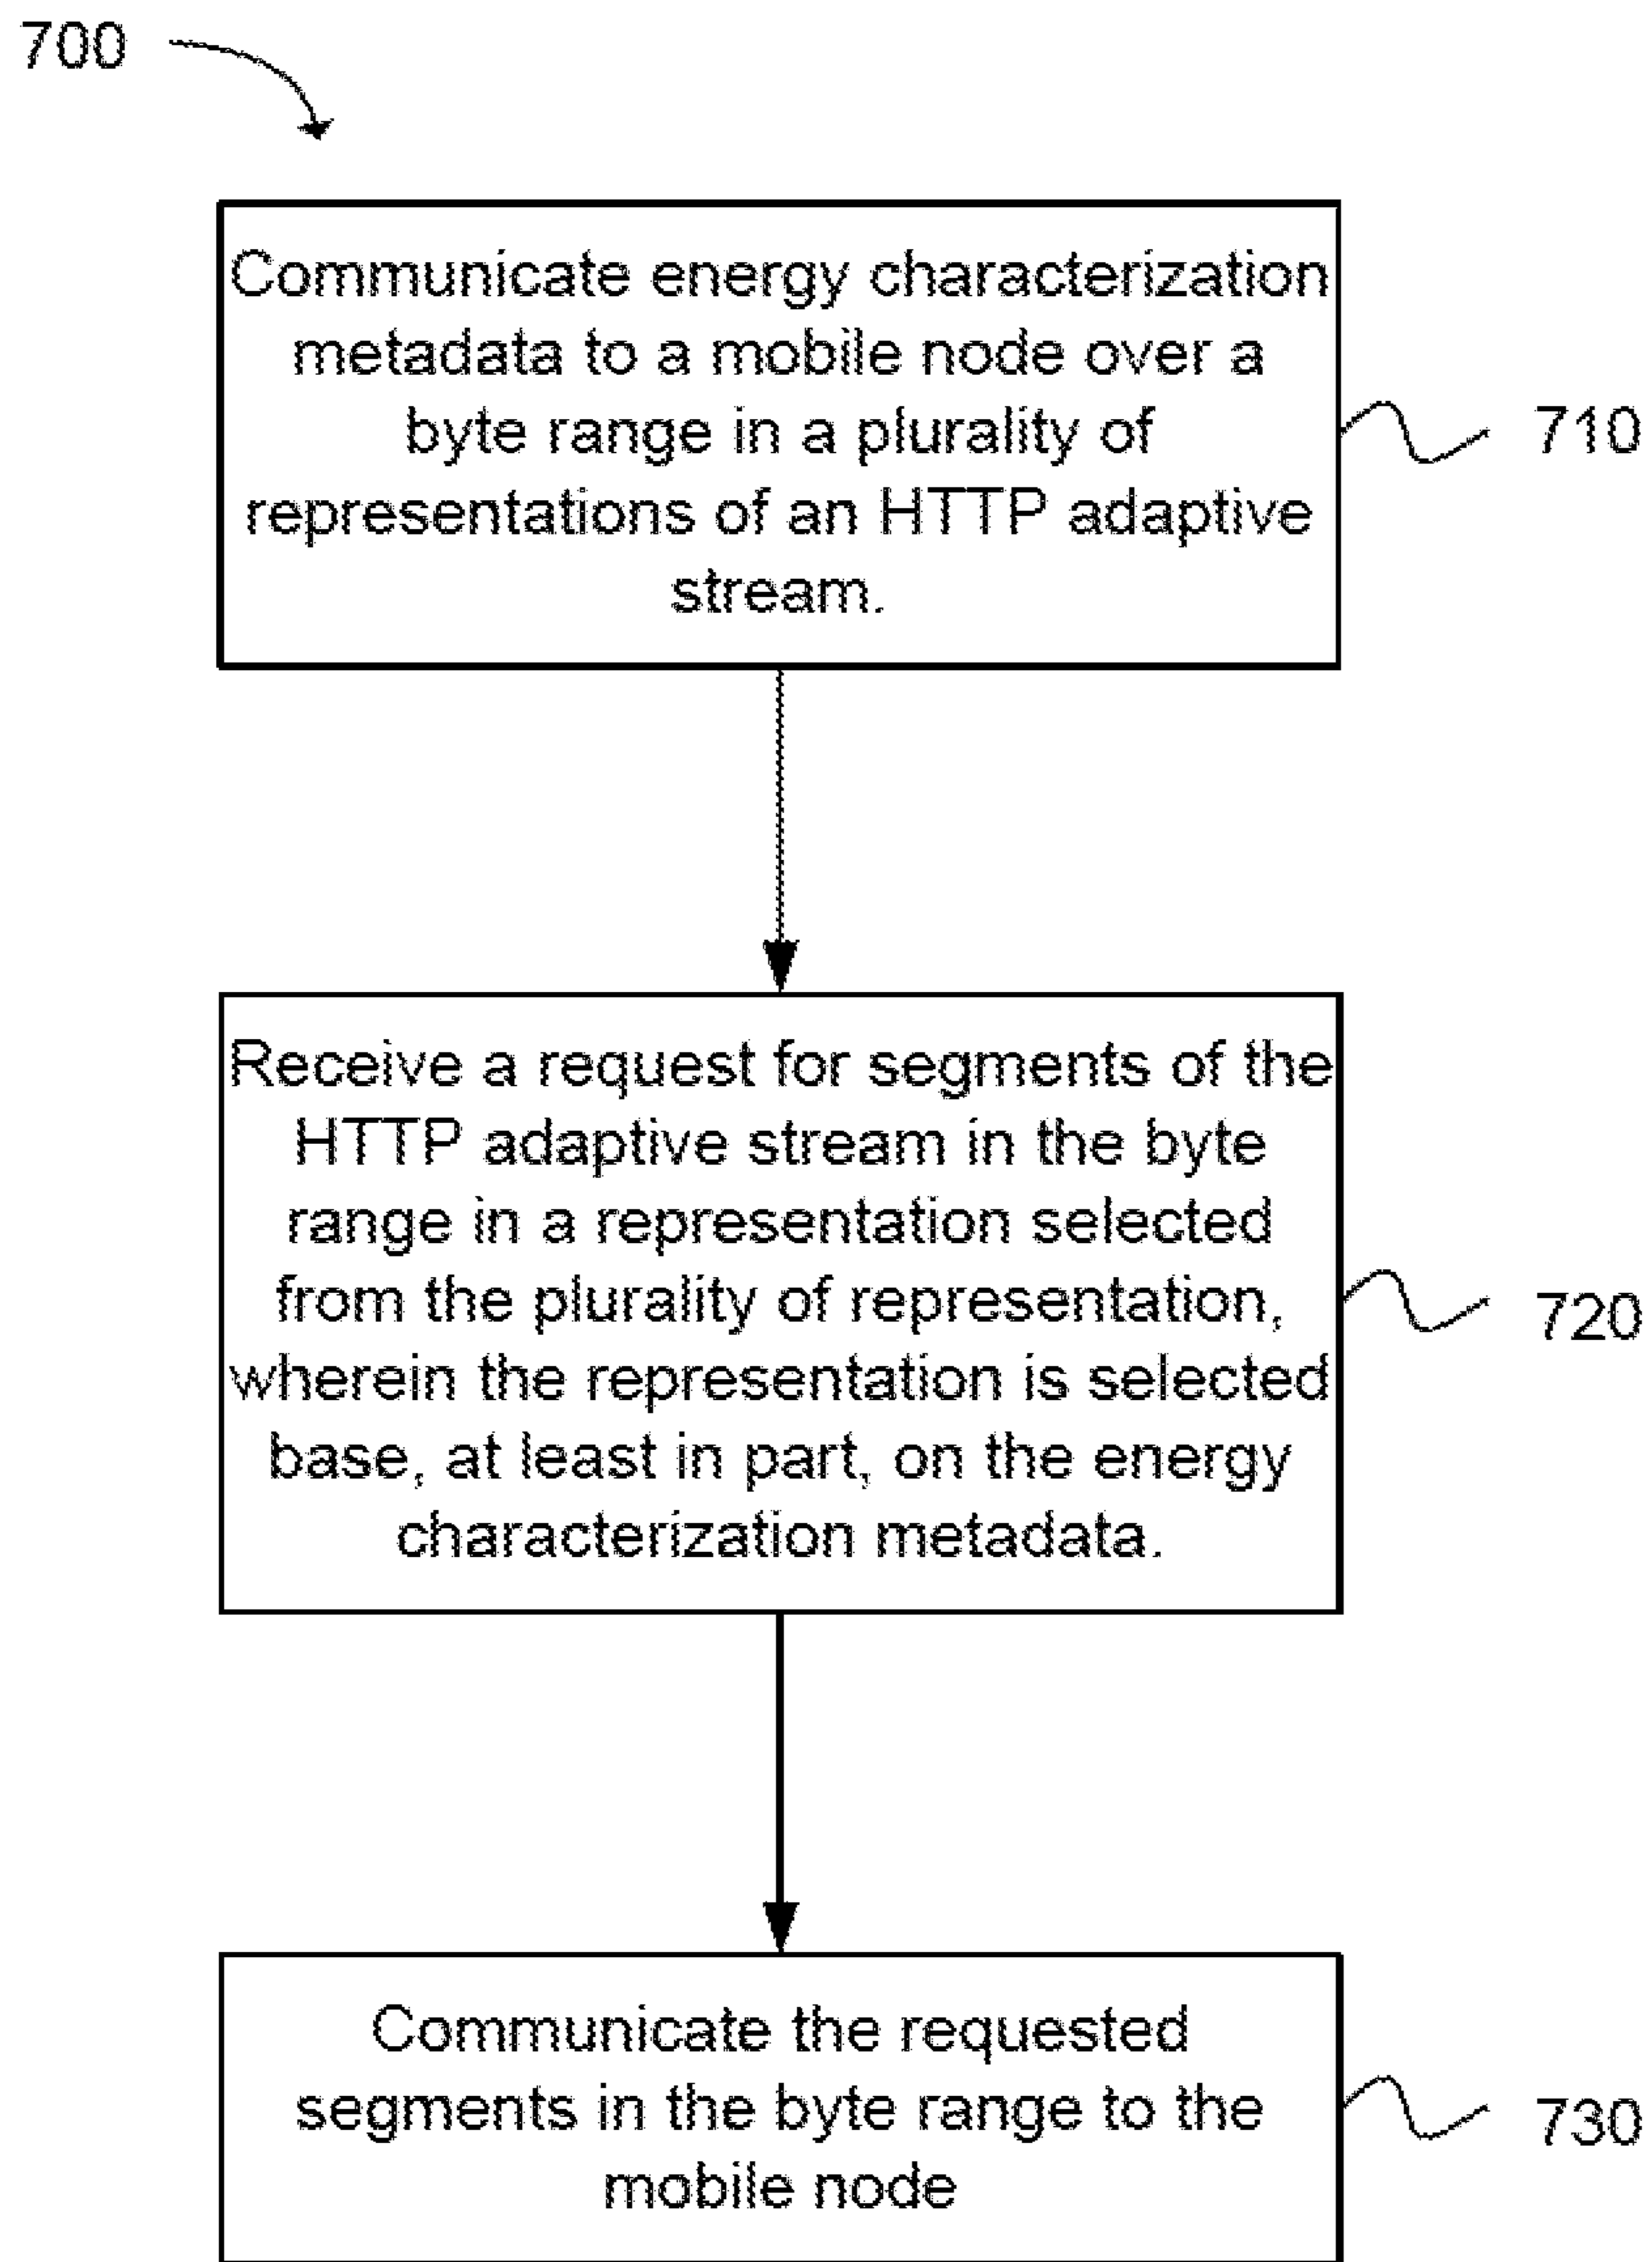 700
Communicate energy characterization
metadata to a mobile node over a
byte range in a plurality of
representations of an HTTP adaptive
stream.
710
Receive a request for segments of the
HTTP adaptive stream in the byte
range in a representation selected
from the plurality of representation,
wherein the representation is selected
base, at least in part, on the energy
characterization metadata.
720
Communicate the requested
segments in the byte range to the
mobile node
730